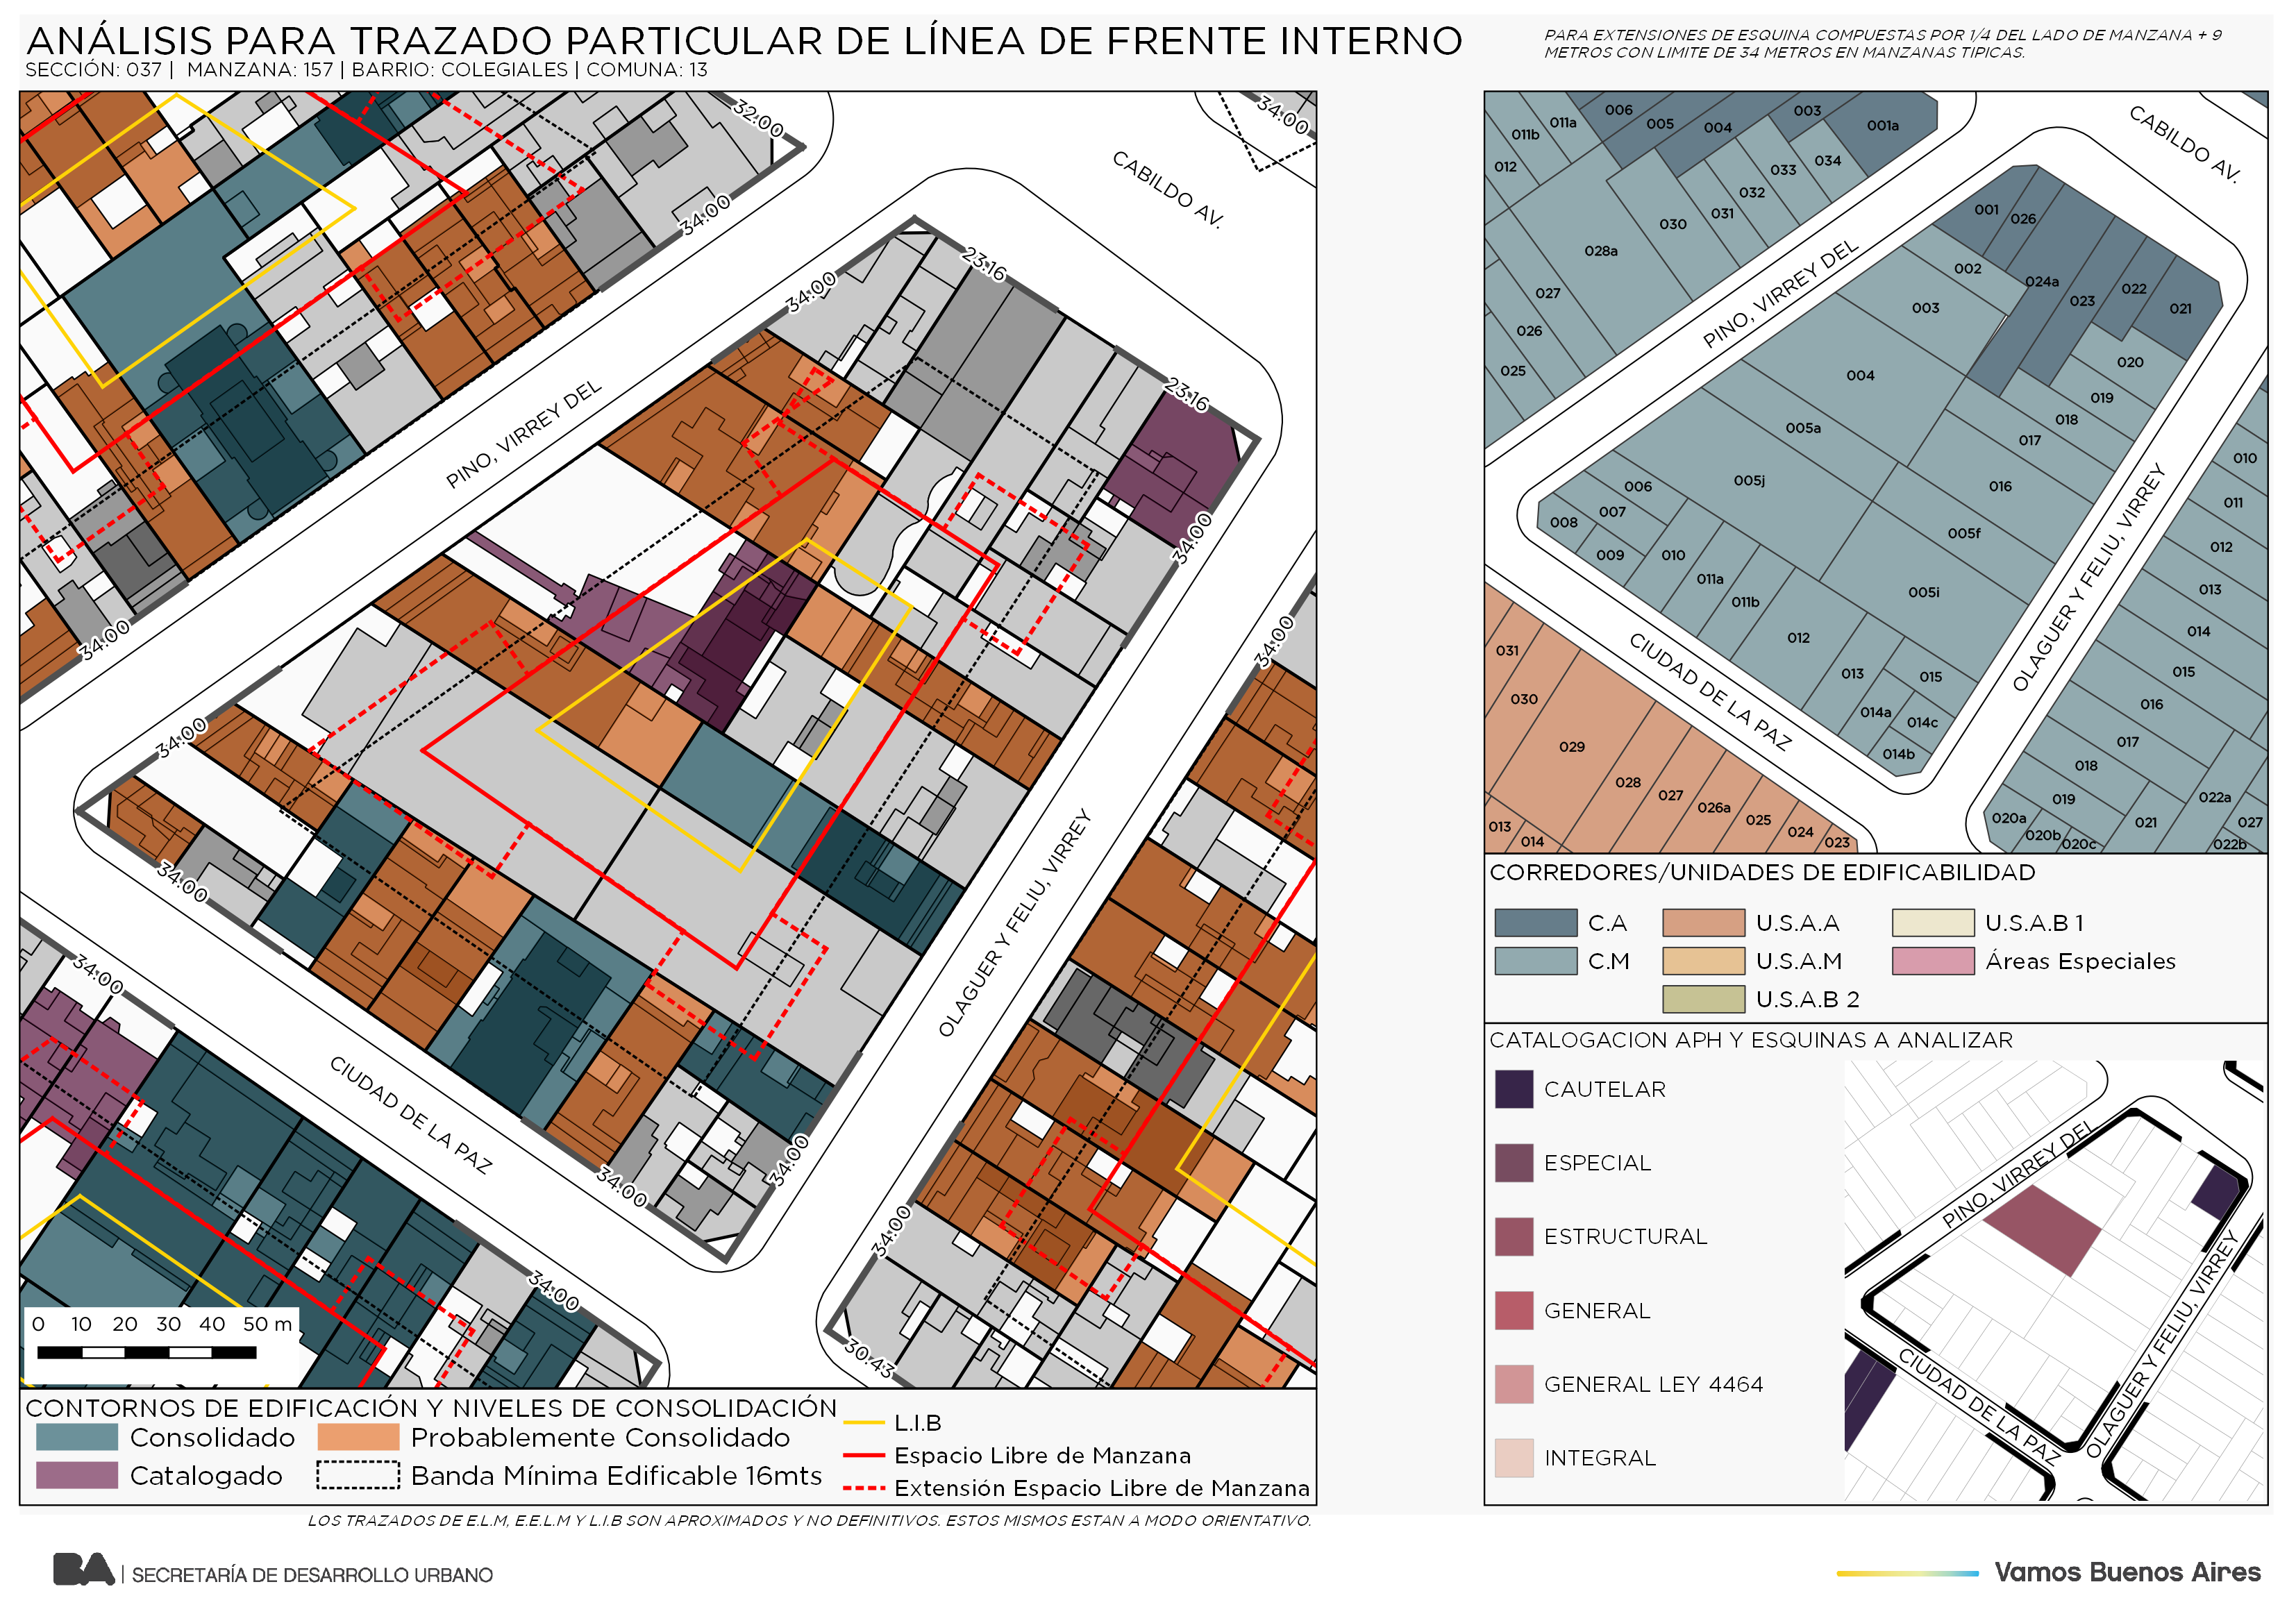 ANÁLISIS PARA TRAZADO PARTICULAR DE LÍNEA DE FRENTE INTERNO
SECCIÓN: 037 | MANZANA: 157 | BARRIO: COLEGIALES | COMUNA: 13
PARA EXTENSIONES DE ESQUINA COMPUESTAS POR 1/4 DEL LADO DE MANZANA + 9
METROS CON LIMITE DE 34 METROS EN MANZANAS TIPICAS.
32:00
34:00
34:00
CABILDO AV.
23:16
34:00
23:16
PINO, VIRREY DEL
34:00
34:00
34:00
34:00
34:00
34:00
OLAGUER Y FELIU, VIRREY
CIUDAD DE LA PAZ
34:00
34:00
34:00
34:00
30:43
0 10 20 30 40 50 m
CONTORNOS DE EDIFICACIÓN Y NIVELES DE CONSOLIDACIÓN
Consolidado
Probablemente Consolidado
Catalogado
Banda Mínima Edificable 16mts
L.I.B
Espacio Libre de Manzana
Extensión Espacio Libre de Manzana
LOS TRAZADOS DE E.L.M, E.E.L.M Y L.I.B SON APROXIMADOS Y NO DEFINITIVOS. ESTOS MISMOS ESTAN A MODO ORIENTATIVO.
006
003
011a
005
004
001a
011b
012
034
033
032
031
030
028a
027
026
025
CABILDO AV.
PINO, VIRREY DEL
001
026
002
024a
003
023
022
021
020
004
019
018
005a
017
005j
016
006
007
008
005f
009
010
011a
005i
011b
012
013
015
014a
014c
014b
OLAGUER Y FELIU, VIRREY
CIUDAD DE LA PAZ
010
011
012
013
014
015
016
017
018
019
022a
020a
021
027
020b
020c
022b
031
030
029
028
027
026a
025
024
023
013
014
CORREDORES/UNIDADES DE EDIFICABILIDAD
C.A
U.S.A.A
U.S.A.B 1
C.M
U.S.A.M
Áreas Especiales
U.S.A.B 2
CATALOGACION APH Y ESQUINAS A ANALIZAR
CAUTELAR
ESPECIAL
ESTRUCTURAL
GENERAL
GENERAL LEY 4464
INTEGRAL
PINO, VIRREY DEL
CIUDAD DE LA PAZ
OLAGUER Y FELIU, VIRREY
BA | SECRETARÍA DE DESARROLLO URBANO
Vamos Buenos Aires